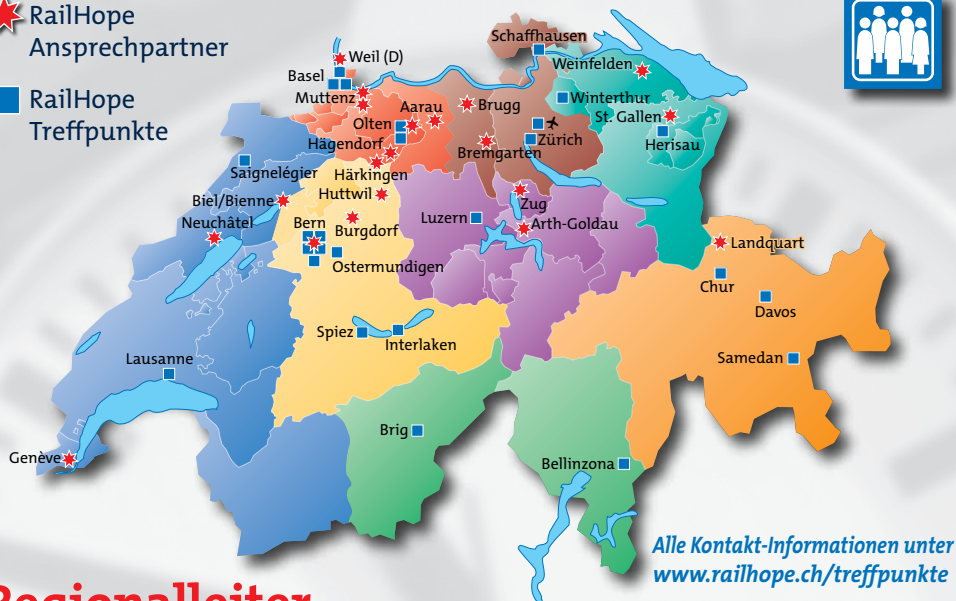 RailHope
Ansprechpartner
RailHope
Treffpunkte
Schaffhausen
Weil (D)
Weinfelden
Basel
Muttenz
Aarau
Brugg
Winterthur
Olten
St. Gallen
Zürich
Hägendorf
Bremgarten
Herisau
Saignelégier
Härkingen
Huttwil
Biel/Bienne
Zug
Neuchâtel
Bern
Burgdorf
Luzern
Arth-Goldau
Landquart
Ostermundigen
Chur
Davos
Spiez
Interlaken
Lausanne
Samedan
Brig
Genève
Bellinzona
Alle Kontakt-Informationen unter
www.railhope.ch/treffpunkte
Regionalleiter